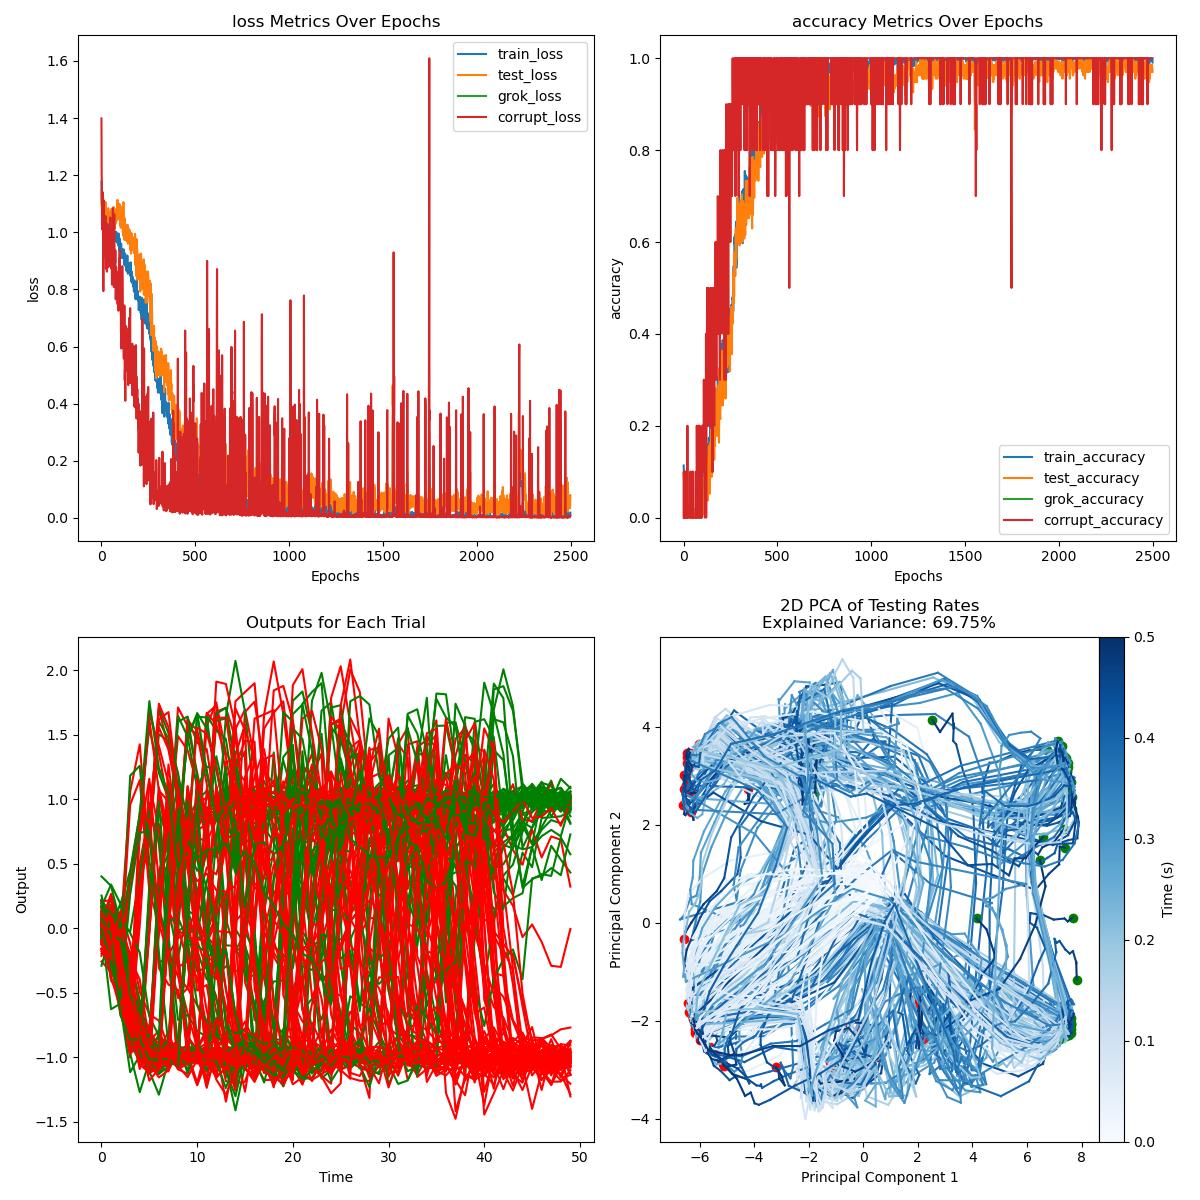 loss Metrics Over Epochs
1.6
1.4
1.2
1.0
0.8
0.6
0.4
0.2
0.0
loss
0
500
1000
1500
2000
2500
Epochs
train_loss
test_loss
grok_loss
corrupt_loss
accuracy Metrics Over Epochs
1.0
0.8
0.6
0.4
0.2
0.0
accuracy
0
500
1000
1500
2000
2500
Epochs
train_accuracy
test_accuracy
grok_accuracy
corrupt_accuracy
Outputs for Each Trial
2.0
1.5
1.0
0.5
0.0
−0.5
−1.0
−1.5
Output
0
10
20
30
40
50
Time
2D PCA of Testing Rates
Explained Variance: 69.75%
4
2
0
−2
−4
Principal Component 2
−6
−4
−2
0
2
4
6
8
Principal Component 1
0.5
0.4
0.3
0.2
0.1
0.0
Time (s)